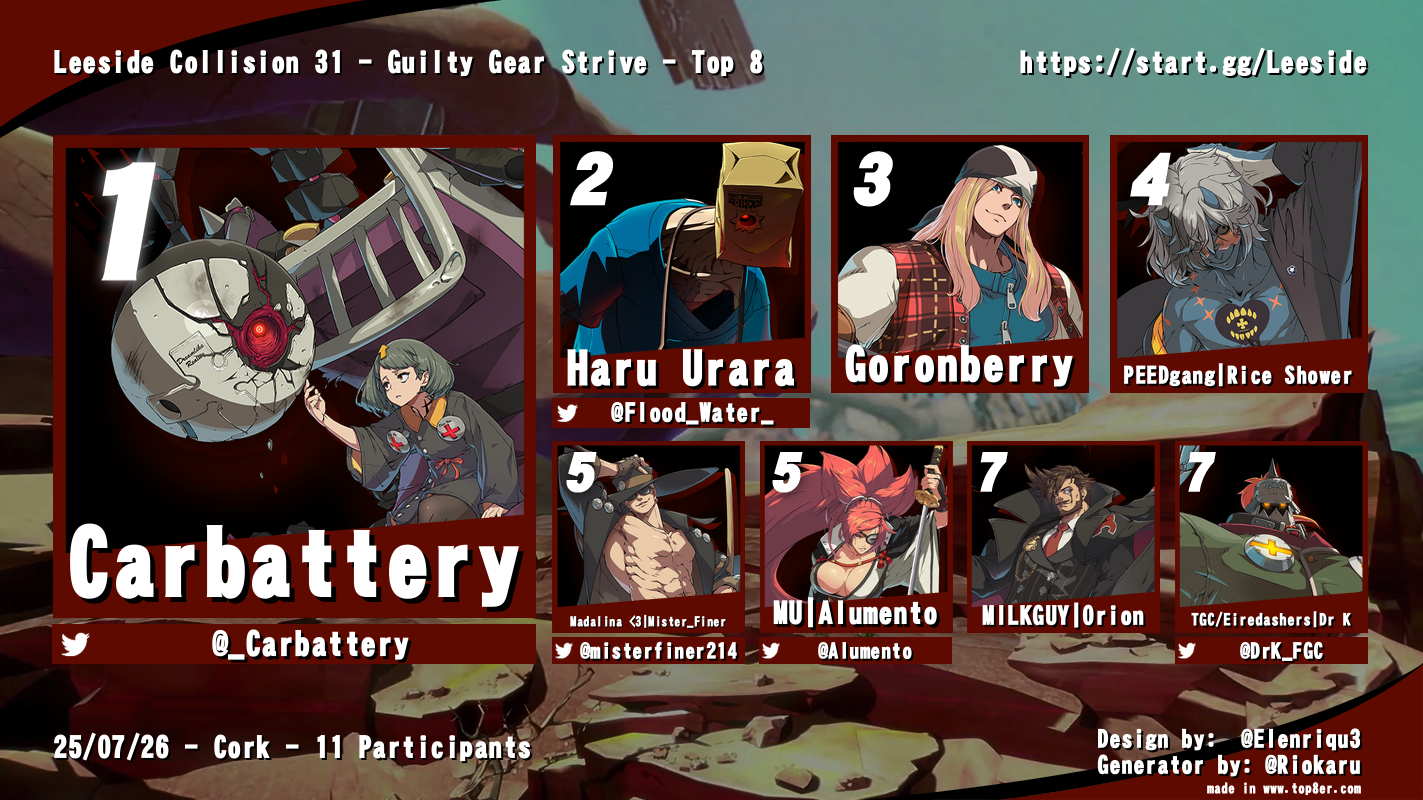 Leeside Collision 31 - Guilty Gear Strive - Top 8
https://start.gg/Leeside
1
Carbattery
@_Carbattery
2
Haru Urara
@Flood_Water_
3
Goronberry
4
PEEDgang|Rice Shower
5
Madalina <3|Mister_Finer
@misterfiner214
5
MU|Alumento
@Alumento
7
MILKGUY|Orion
7
TGC/Eiredashers|Dr K
@DrK_FGC
25/07/26 - Cork - 11 Participants
Design by: @Elenriqu3
Generator by: @Riokaru
made in www.top8er.com